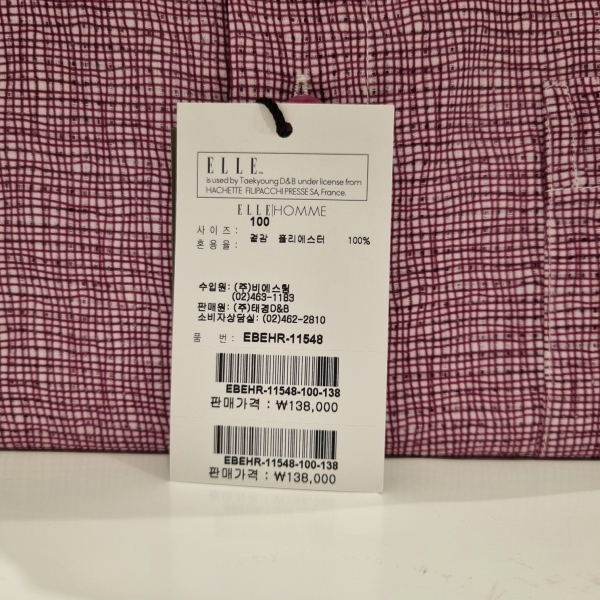 ELLE
is used by Taekyoung D&B under license from
HACHETTE FILIPACCHI PRESSE SA, France.
ELLE HOMME
사 이 즈 : 100
혼 용 율 : 겉감 폴리에스터 100%
수입원: (주)비에스팅
(02)463-1183
판매원: (주)태경D&B
소비자상담실: (02)462-2810
품 번 : EBEHR-11548
EBEHR-11548-100-138
판매가격 : ₩138,000
EBEHR-11548-100-138
판매가격 : ₩138,000